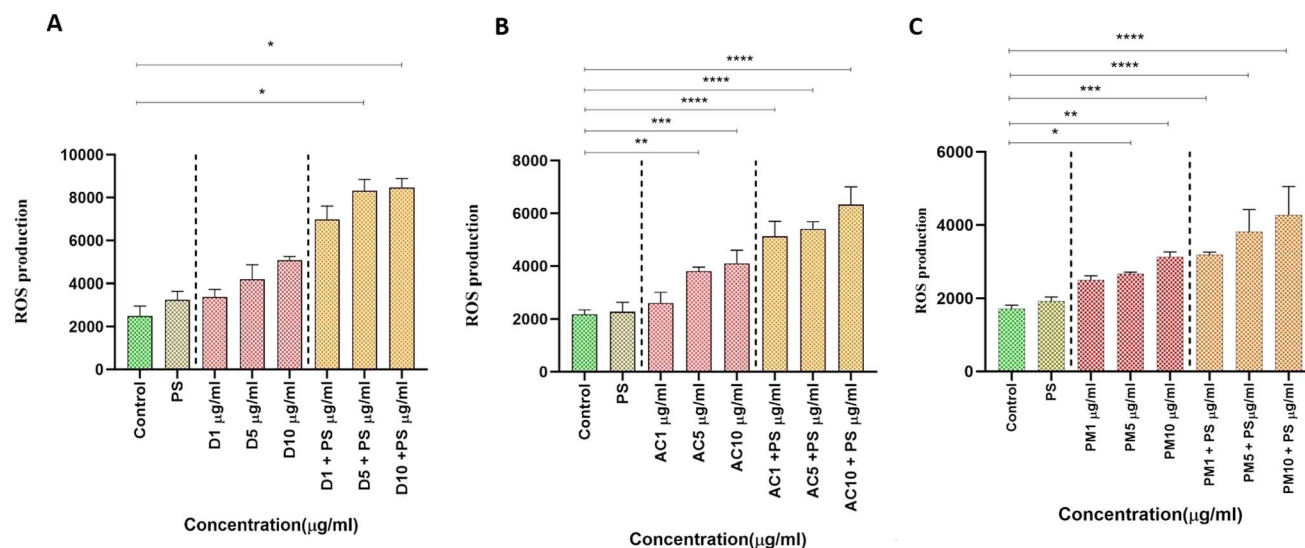 A
*
*
ROS production
10000
8000
6000
4000
2000
0
Control
PS
D1 µg/ml
D5 µg/ml
D10 µg/ml
D1 + PS µg/ml
D5 + PS µg/ml
D10 +PS µg/ml
Concentration(µg/ml)
B
****
****
****
***
**
ROS production
8000
6000
4000
2000
0
Control
PS
AC1 µg/ml
AC5 µg/ml
AC10 µg/ml
AC1 +PS µg/ml
AC5 +PS µg/ml
AC10 + PS µg/ml
Concentration(µg/ml)
C
****
****
***
**
*
ROS production
6000
4000
2000
0
Control
PS
PM1 µg/ml
PM5 µg/ml
PM10 µg/ml
PM1 + PS µg/ml
PM5 + PSµg/ml
PM10 + PS µg/ml
Concentration(µg/ml)